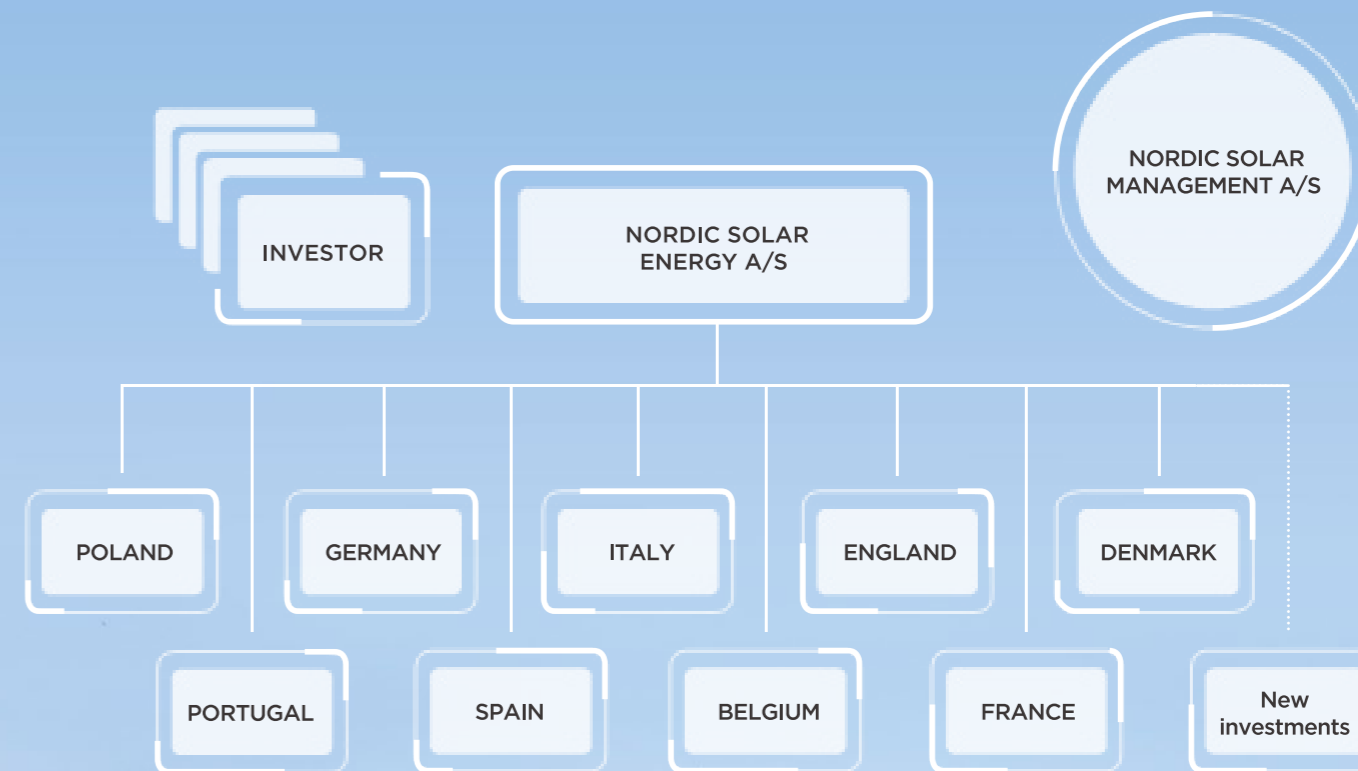 NORDIC SOLAR
MANAGEMENT A/S
INVESTOR
NORDIC SOLAR
ENERGY A/S
POLAND
GERMANY
ITALY
ENGLAND
DENMARK
PORTUGAL
SPAIN
BELGIUM
FRANCE
New
investments